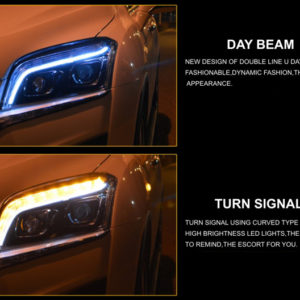 DAY BEAM
NEW DESIGN OF DOUBLE LINE U DA
FASHIONABLE,DYNAMIC FASHION,TH
APPEARANCE.
TURN SIGNAL
TURN SIGNAL USING CURVED TYPE
HIGH BRIGHTNESS LED LIGHTS,THE
TO REMIND,THE ESCORT FOR YOU.